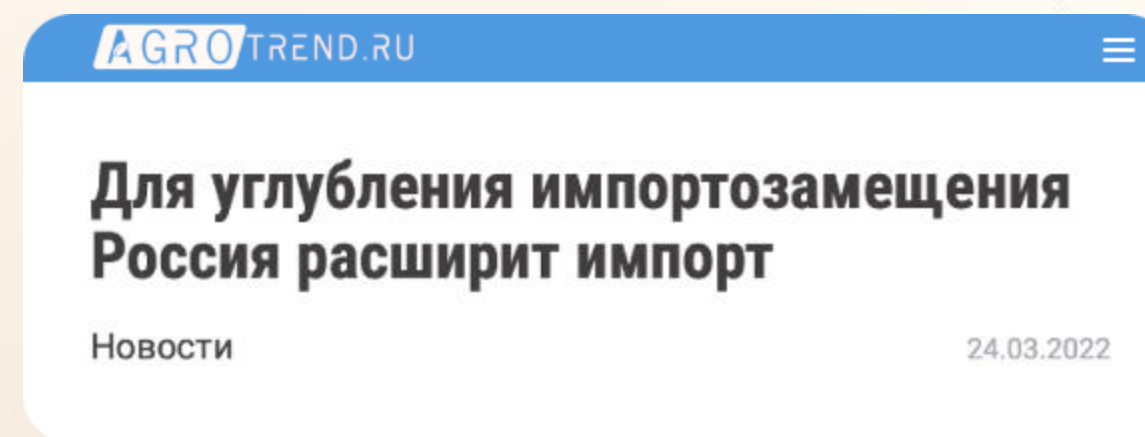 AGROTREND.RU
Для углубления импортозамещения
Россия расширит импорт
Новости
24.03.2022